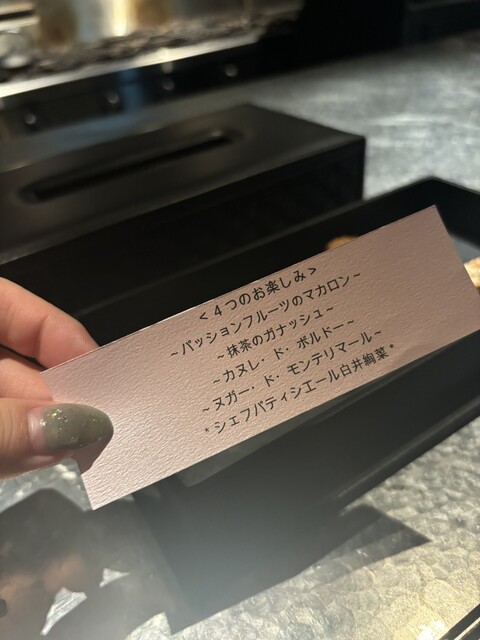 ＜４つのお楽しみ＞
~パッションフルーツのマカロン~
~抹茶のガナッシュ~
~カヌレ・ド・ボルドー~
~ヌガー・ド・モンテリマール~
*シェフパティシエール白井絢菜*